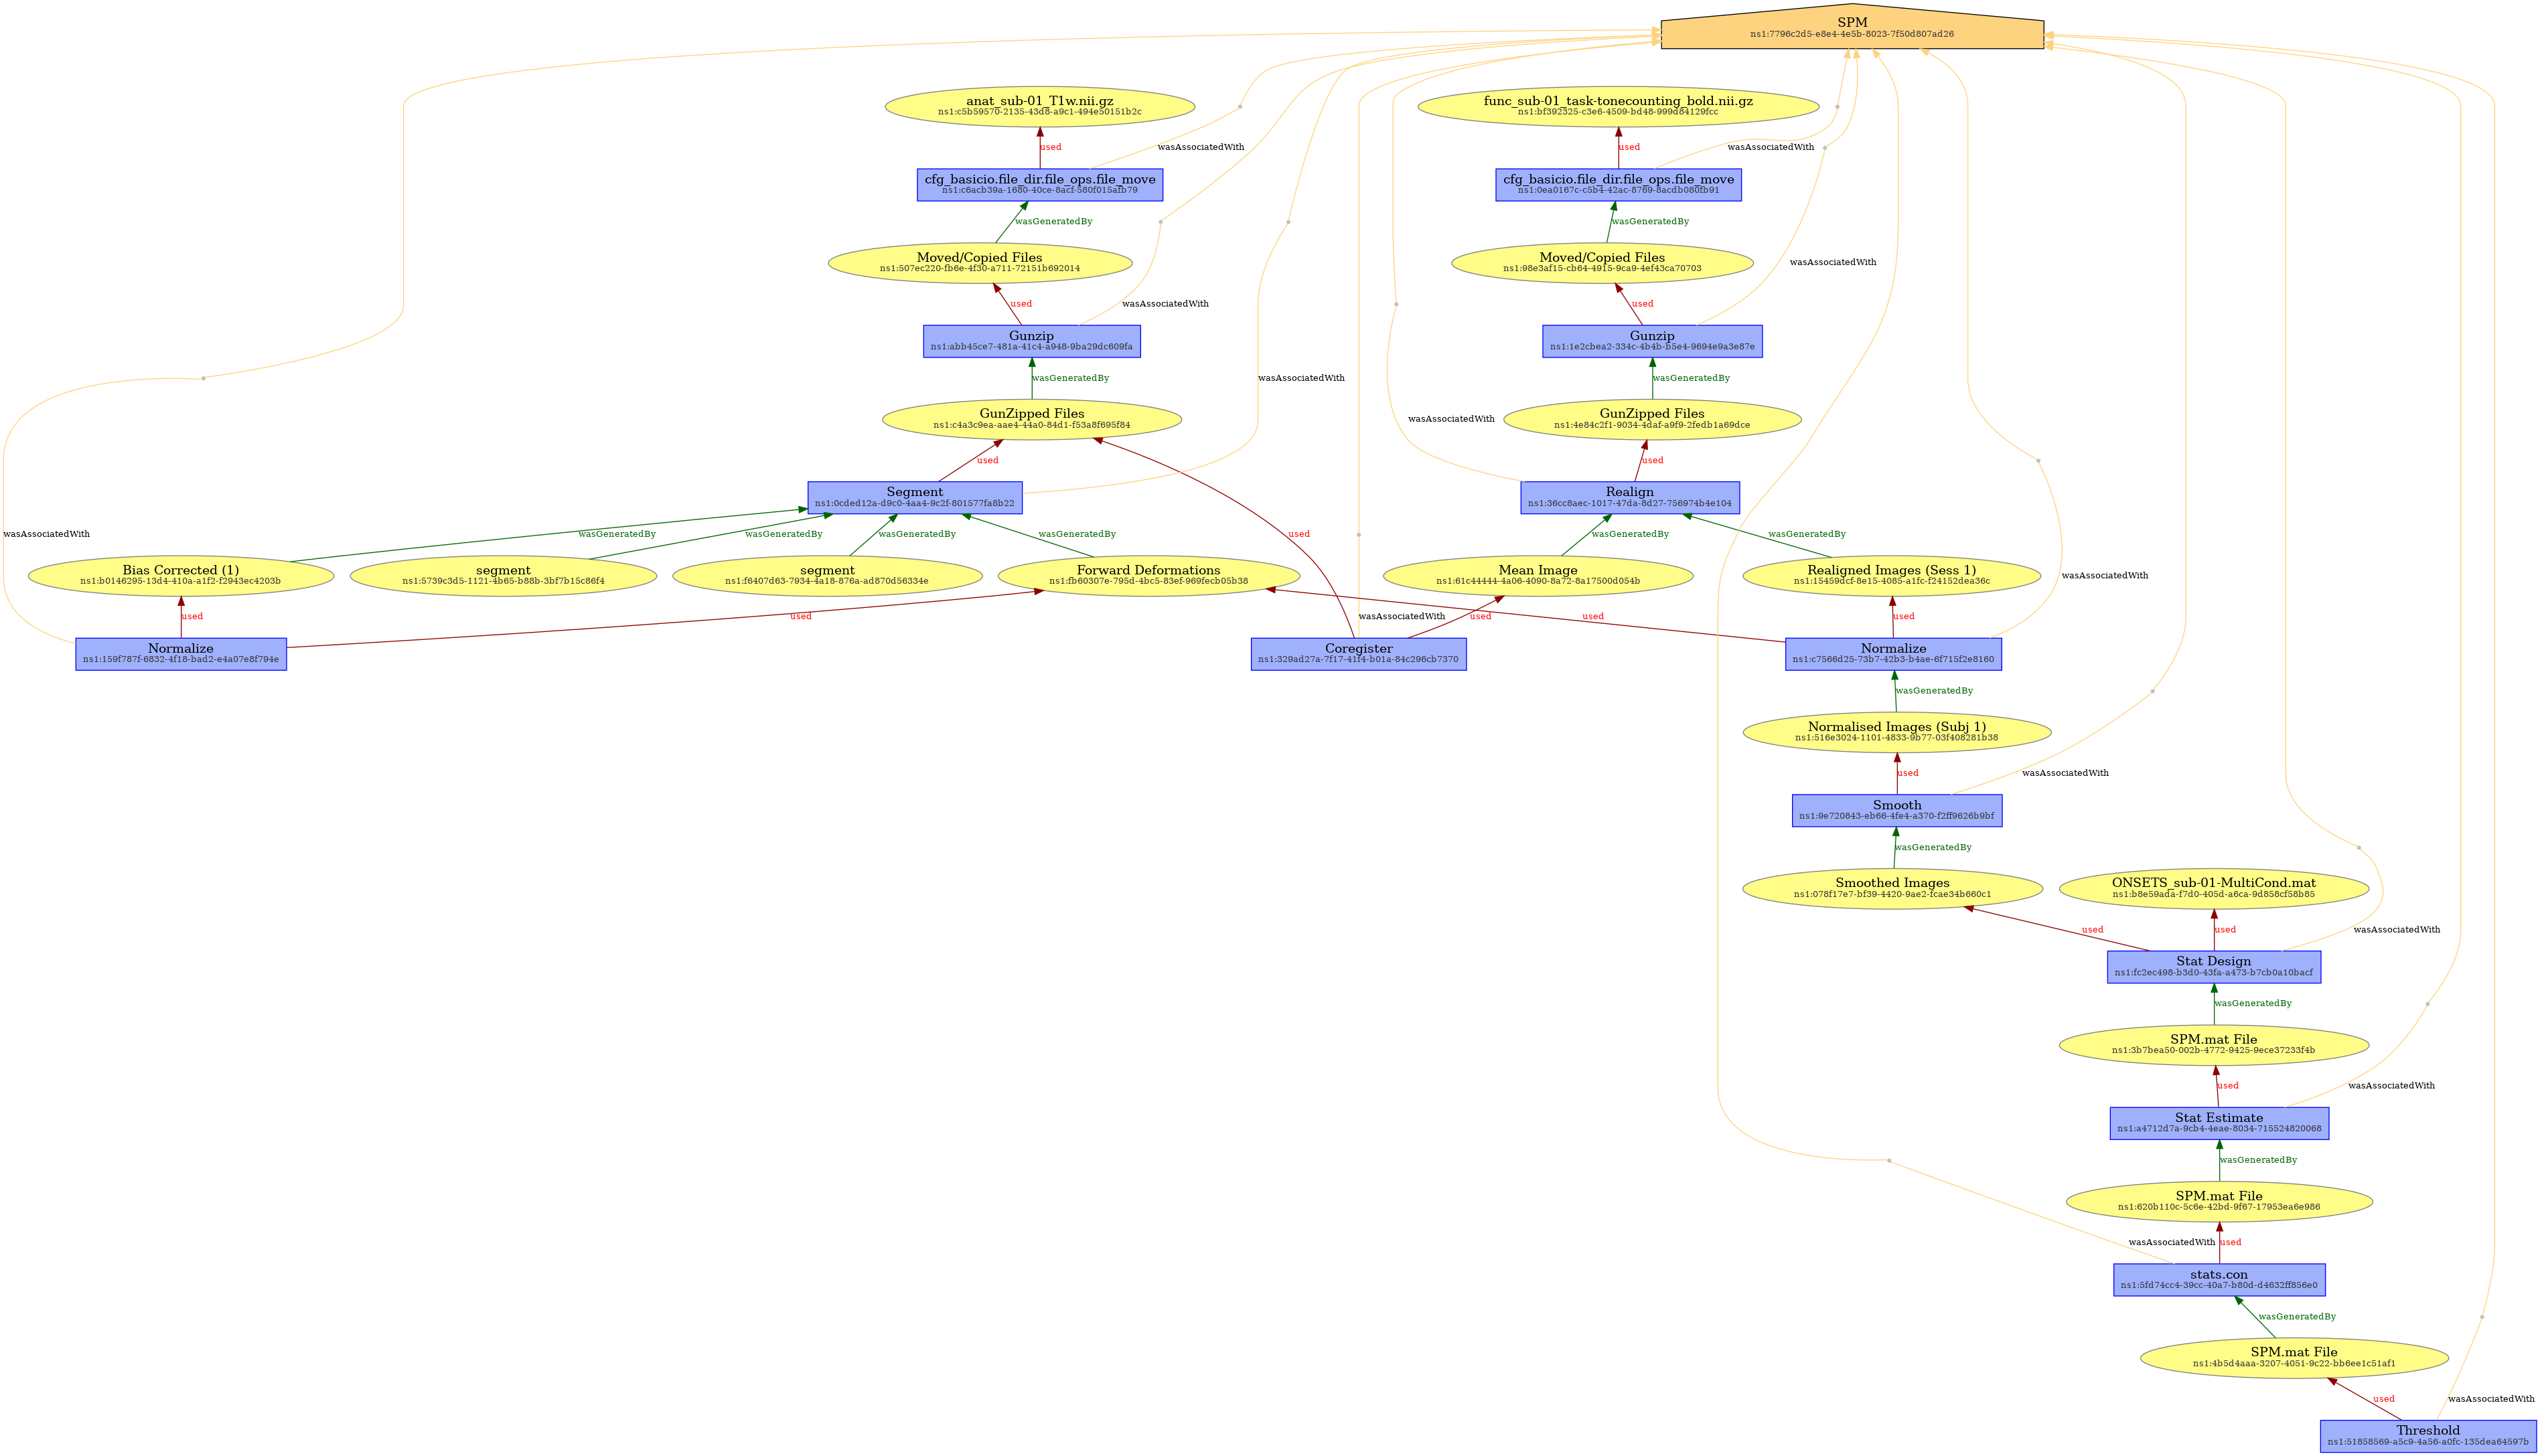 SPM
ns1:7796c2d5-e8e4-4e5b-8023-7f50d807ad26
anat_sub-01_T1w.nii.gz
ns1:c5b59570-2135-43d8-a9c1-494e50151b2c
func_sub-01_task-tonecounting_bold.nii.gz
ns1:bf392325-c3e6-4509-bd48-999d84129fcc
used
wasAssociatedWith
used
wasAssociatedWith
cfg_basicio.file_dir.file_ops.file_move
ns1:c6acb39a-1680-40ce-8acf-580f015afb79
cfg_basicio.file_dir.file_ops.file_move
ns1:0ea0167c-c5b4-42ac-8769-8acdb080fb91
wasGeneratedBy
wasGeneratedBy
Moved/Copied Files
ns1:507ec220-fb6e-4f30-a711-72151b692014
Moved/Copied Files
ns1:98e3af15-cb64-4915-9ca9-4ef43ca70703
wasAssociatedWith
used
wasAssociatedWith
used
Gunzip
ns1:abb45ce7-481a-41c4-a948-9ba29dc609fa
Gunzip
ns1:1e2cbea2-334c-4b4b-b5e4-9694e9a3e87e
wasGeneratedBy
wasAssociatedWith
wasGeneratedBy
GunZipped Files
ns1:c4a3c9ea-aae4-44a0-84d1-f53a8f695f84
wasAssociatedWith
GunZipped Files
ns1:4e84c2f1-9034-4daf-a9f9-2fedb1a69dce
used
used
Segment
ns1:0cded12a-d9c0-4aa4-9c2f-801577fa8b22
Realign
ns1:36cc8aec-1017-47da-8d27-756974b4e104
wasAssociatedWith
wasGeneratedBy
wasGeneratedBy
wasGeneratedBy
wasGeneratedBy
used
wasGeneratedBy
wasGeneratedBy
Bias Corrected (1)
ns1:b0146295-13d4-410a-a1f2-f2943ec4203b
segment
ns1:5739c3d5-1121-4b65-b88b-3bf7b15c86f4
segment
ns1:f6407d63-7934-4a18-876a-ad870d56334e
Forward Deformations
ns1:fb60307e-795d-4bc5-83ef-969fecb05b38
Mean Image
ns1:61c44444-4a06-4090-8a72-8a17500d054b
Realigned Images (Sess 1)
ns1:15459dcf-8e15-4085-a1fc-f24152dea36c
wasAssociatedWith
used
used
wasAssociatedWith
used
used
used
Normalize
ns1:159f787f-6832-4f18-bad2-e4a07e8f794e
Coregister
ns1:329ad27a-7f17-41f4-b01a-84c296cb7370
Normalize
ns1:c7566d25-73b7-42b3-b4ae-6f715f2e8160
wasGeneratedBy
Normalised Images (Subj 1)
ns1:516e3024-1101-4833-9b77-03f408281b38
used
wasAssociatedWith
Smooth
ns1:9e720843-eb66-4fe4-a370-f2ff9626b9bf
wasGeneratedBy
Smoothed Images
ns1:078f17e7-bf39-4420-9ae2-fcae34b660c1
ONSETS_sub-01-MultiCond.mat
ns1:b8e59ada-f7d0-405d-a6ca-9d858cf58b85
used
used
wasAssociatedWith
Stat Design
ns1:fc2ec498-b3d0-43fa-a473-b7cb0a10bacf
wasGeneratedBy
SPM.mat File
ns1:3b7bea50-002b-4772-9425-9ece37233f4b
used
wasAssociatedWith
Stat Estimate
ns1:a4712d7a-9cb4-4eae-8034-715524820068
wasGeneratedBy
SPM.mat File
ns1:620b110c-5c6e-42bd-9f67-17953ea6e986
wasAssociatedWith
used
stats.con
ns1:5fd74cc4-39cc-40a7-b80d-d4632ff856e0
wasGeneratedBy
SPM.mat File
ns1:4b5d4aaa-3207-4051-9c22-bb6ee1c51af1
used
wasAssociatedWith
Threshold
ns1:51858569-a5c9-4a56-a0fc-135dea64597b